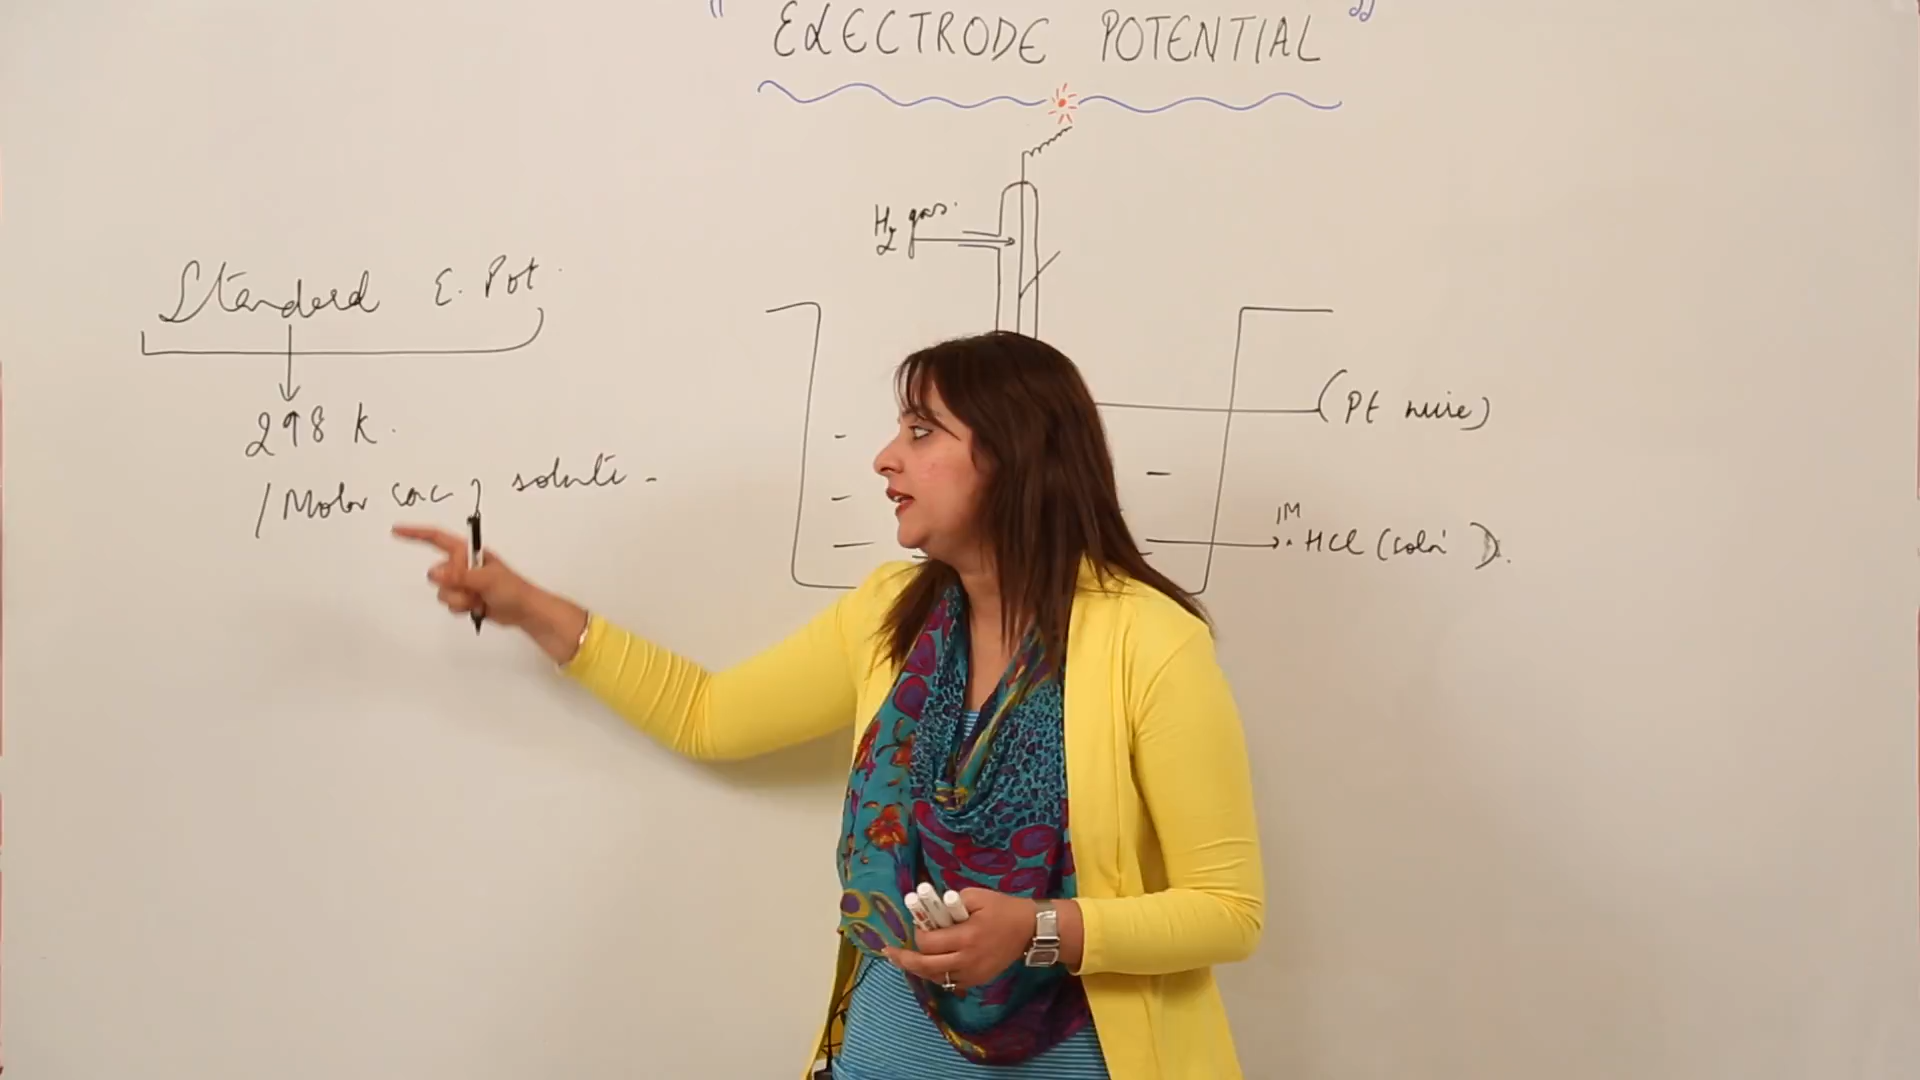 " ELECTRODE POTENTIAL "
H2 gas.
Standard E. Pot.
298 K.
1 Molar conc of soluti -
(Pt wire)
1M
HCl (soln)